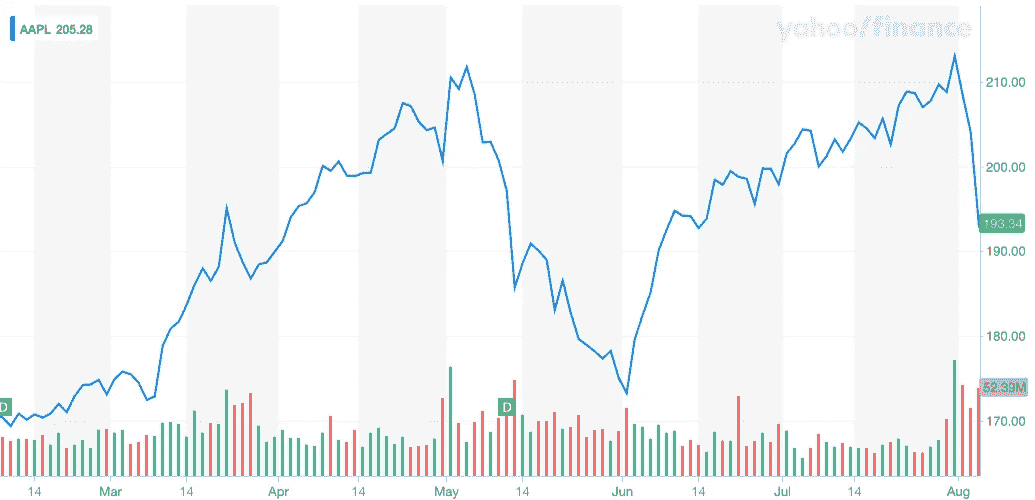 AAPL 205.28
yahoo/finance
210.00
200.00
193.34
190.00
180.00
52.39M
170.00
D
D
14 Mar 14 Apr 14 May 14 Jun 14 Jul 14 Aug